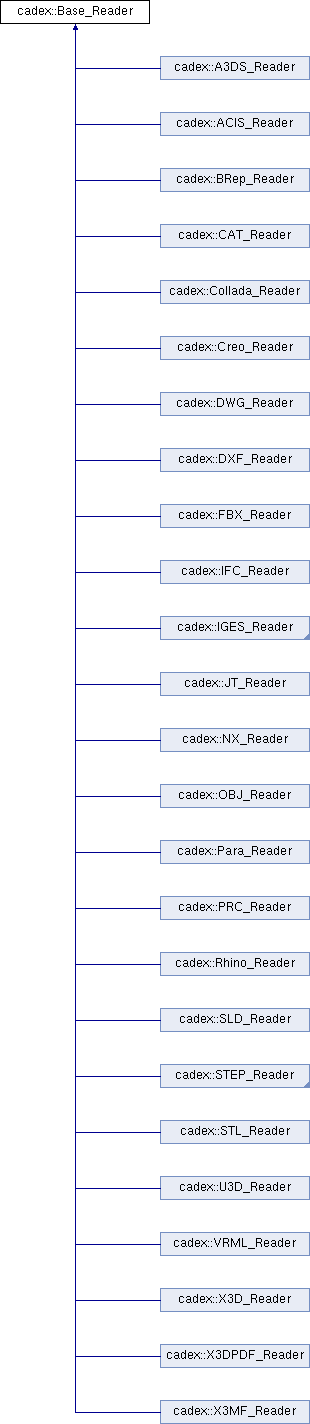 cadex::Base_Reader
cadex::A3DS_Reader
cadex::ACIS_Reader
cadex::BRep_Reader
cadex::CAT_Reader
cadex::Collada_Reader
cadex::Creo_Reader
cadex::DWG_Reader
cadex::DXF_Reader
cadex::FBX_Reader
cadex::IFC_Reader
cadex::IGES_Reader
cadex::JT_Reader
cadex::NX_Reader
cadex::OBJ_Reader
cadex::Para_Reader
cadex::PRC_Reader
cadex::Rhino_Reader
cadex::SLD_Reader
cadex::STEP_Reader
cadex::STL_Reader
cadex::U3D_Reader
cadex::VRML_Reader
cadex::X3D_Reader
cadex::X3DPDF_Reader
cadex::X3MF_Reader